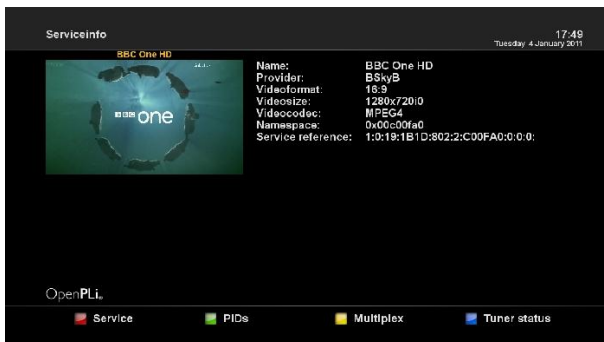 Serviceinfo
17:49
Tuesday 4 January 2011
BBC One HD
BBC one
Name: BBC One HD
Provider: BSkyB
Videoformat: 16:9
Videosize: 1280x720i0
Videocodec: MPEG4
Namespace: 0x00c00fa0
Service reference: 1:0:19:1B1D:802:2:C00FA0:0:0:0:
OpenPLi®
Service
PIDs
Multiplex
Tuner status